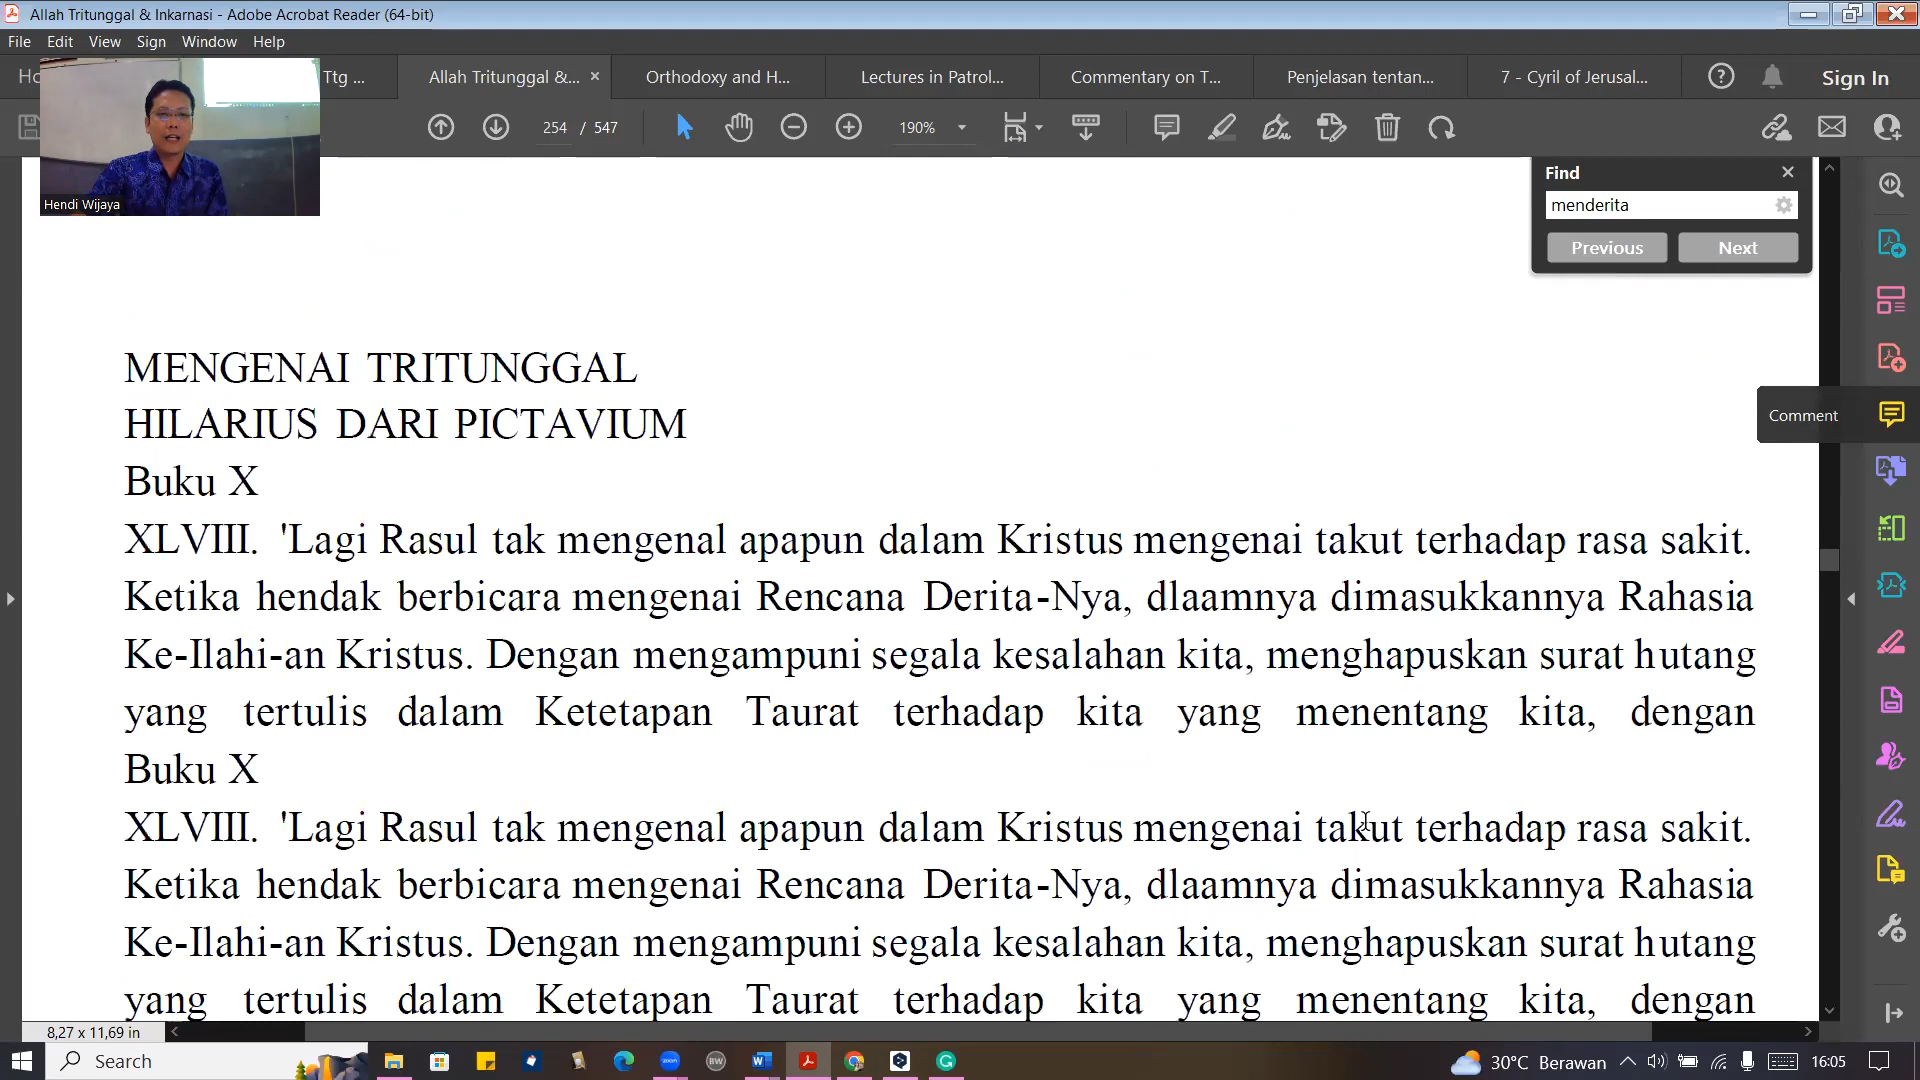 Allah Tritunggal & Inkarnasi - Adobe Acrobat Reader (64-bit)
File Edit View Sign Window Help
Ttg ... Allah Tritunggal &... Orthodoxy and H... Lectures in Patrol... Commentary on T... Penjelasan tentan... 7 - Cyril of Jerusal... Sign In
254 / 547 190%
Hendi Wijaya
Find
menderita
Previous Next
MENGENAI TRITUNGGAL
HILARIUS DARI PICTAVIUM
Comment
Buku X
XLVIII. 'Lagi Rasul tak mengenal apapun dalam Kristus mengenai takut terhadap rasa sakit.
Ketika hendak berbicara mengenai Rencana Derita-Nya, dlaamnya dimasukkannya Rahasia
Ke-Ilahi-an Kristus. Dengan mengampuni segala kesalahan kita, menghapuskan surat hutang
yang tertulis dalam Ketetapan Taurat terhadap kita yang menentang kita, dengan
Buku X
XLVIII. 'Lagi Rasul tak mengenal apapun dalam Kristus mengenai takut terhadap rasa sakit.
Ketika hendak berbicara mengenai Rencana Derita-Nya, dlaamnya dimasukkannya Rahasia
Ke-Ilahi-an Kristus. Dengan mengampuni segala kesalahan kita, menghapuskan surat hutang
yang tertulis dalam Ketetapan Taurat terhadap kita yang menentang kita, dengan
8,27 x 11,69 in
Search zoom BW 30°C Berawan 16:05